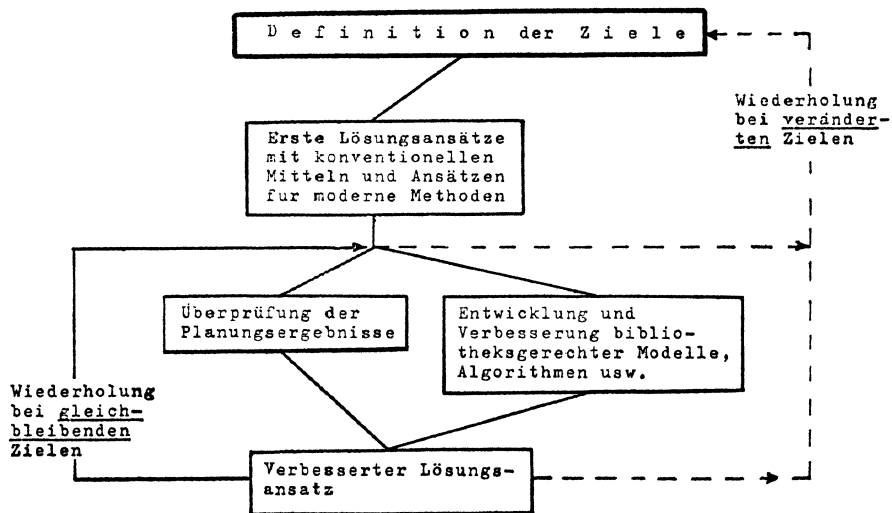 Definition der Ziele
Wiederholung
bei veränder-
ten Zielen
Erste Lösungsansätze
mit konventionellen
Mitteln und Ansätzen
fur moderne Methoden
Überprüfung der
Planungsergebnisse
Entwicklung und
Verbesserung biblio-
theksgerechter Modelle,
Algorithmen usw.
Wiederholung
bei gleich-
bleibenden
Zielen
Verbesserter Lösungs-
ansatz